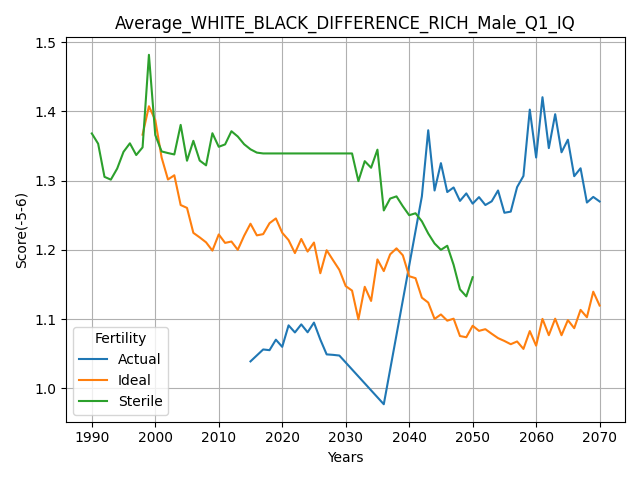 Average_WHITE_BLACK_DIFFERENCE_RICH_Male_Q1_IQ
Score(-5-6)
1.5
1.4
1.3
1.2
1.1
1.0
Fertility
Actual
Ideal
Sterile
1990 2000 2010 2020 2030 2040 2050 2060 2070
Years